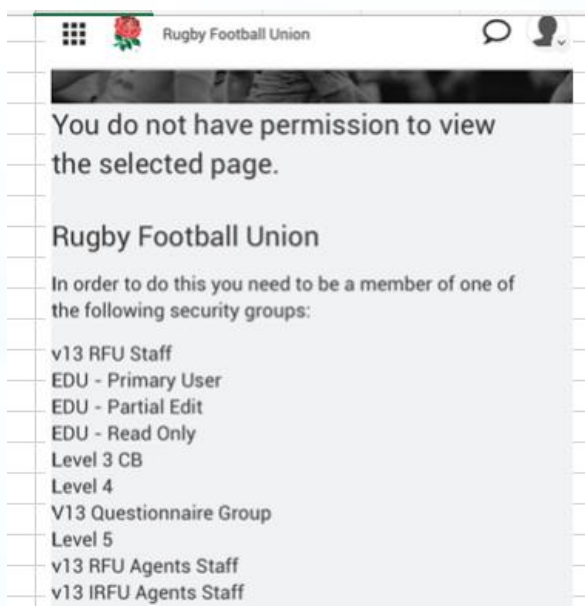 Rugby Football Union
You do not have permission to view
the selected page.
Rugby Football Union
In order to do this you need to be a member of one of
the following security groups:
v13 RFU Staff
EDU - Primary User
EDU - Partial Edit
EDU - Read Only
Level 3 CB
Level 4
V13 Questionnaire Group
Level 5
v13 RFU Agents Staff
v13 IRFU Agents Staff